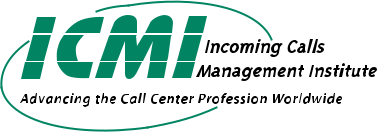 ICMI
Incoming Calls
Management Institute
Advancing the Call Center Profession Worldwide